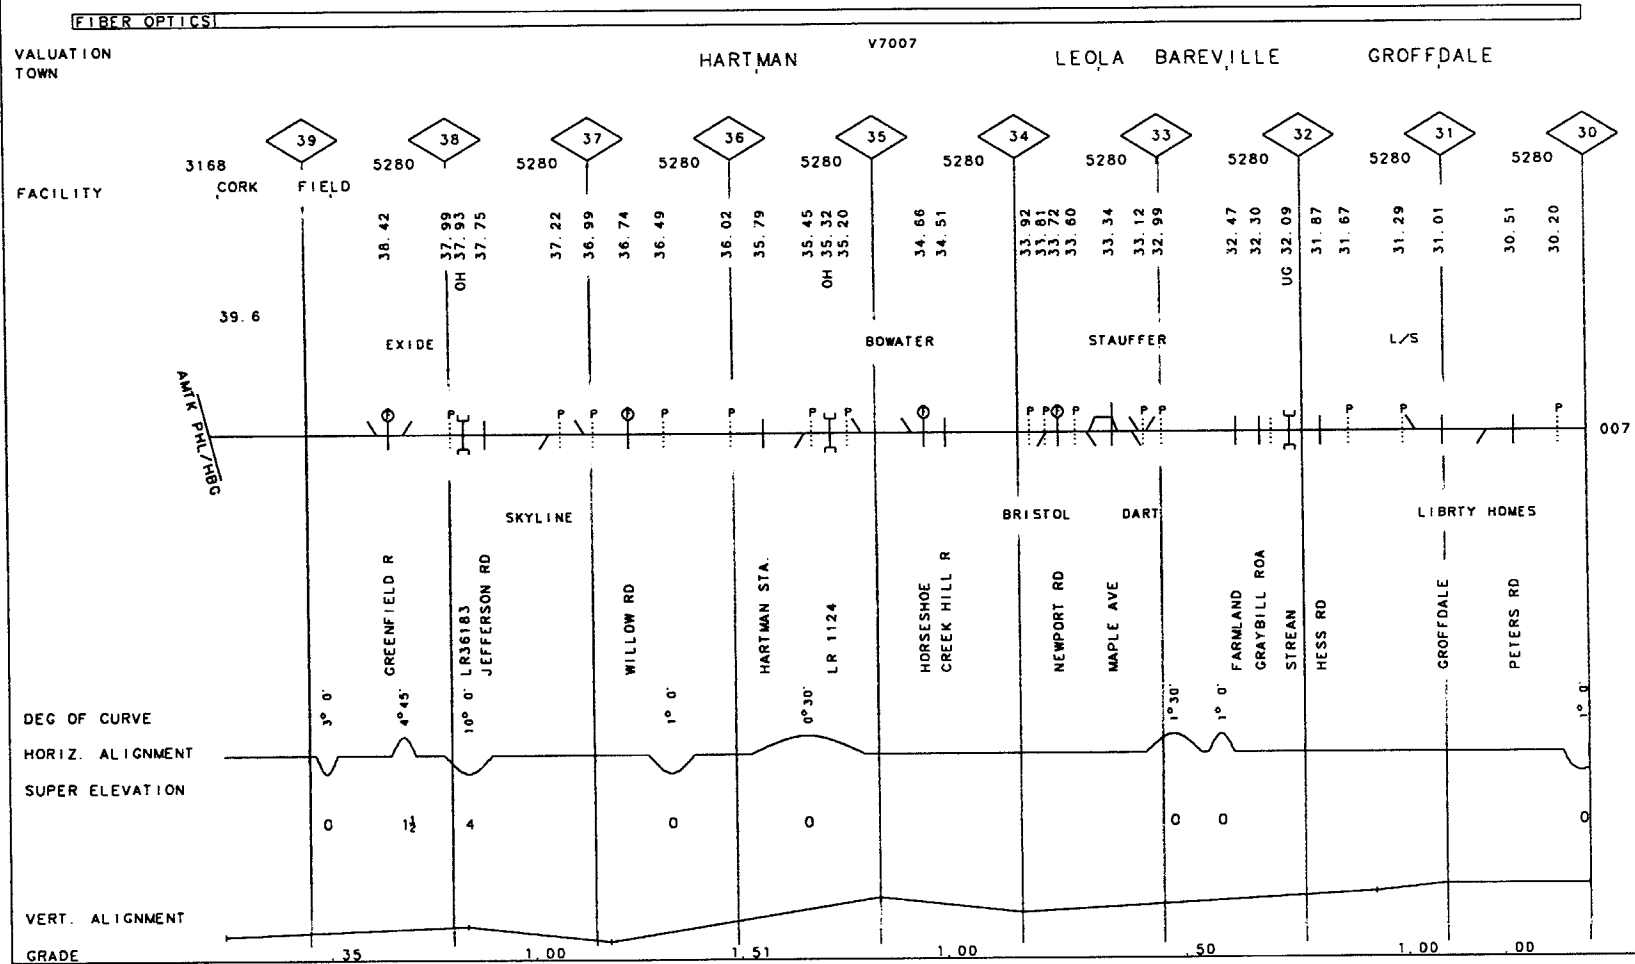 FIBER OPTICS
VALUATION V7007
TOWN HARTMAN LEOLA BAREVILLE GROFFDALE
39 38 37 36 35 34 33 32 31 30
3168 5280 5280 5280 5280 5280 5280 5280 5280 5280
FACILITY CORK FIELD
38.42 37.99 OH 37.93 37.75 37.22 36.99 36.74 36.49 36.02 35.79 35.45 OH 35.32 35.20 34.66 34.51 33.92 33.81 33.72 33.60 33.34 33.12 32.99 32.47 32.30 UG 32.09 31.87 31.67 31.29 31.01 30.51 30.20
39.6
EXIDE BOWATER STAUFFER L/S
AMTK PHL/HBG
P P P P P P P P P P P P P P P P P P P
007
SKYLINE BRISTOL DART LIBRTY HOMES
GREENFIELD R LR36183 JEFFERSON RD WILLOW RD HARTMAN STA. LR 1124 HORSESHOE CREEK HILL R NEWPORT RD MAPLE AVE FARMLAND GRAYBILL ROA STREAN HESS RD GROFFDALE PETERS RD
DEG OF CURVE 3° 0' 4° 45' 10° 0' 1° 0' 0° 30' 1° 30' 1° 0' 1° 0'
HORIZ. ALIGNMENT
SUPER ELEVATION
0 1½ 4 0 0 0 0 0
VERT. ALIGNMENT
GRADE .35 1.00 1.51 1.00 .50 1.00 .00